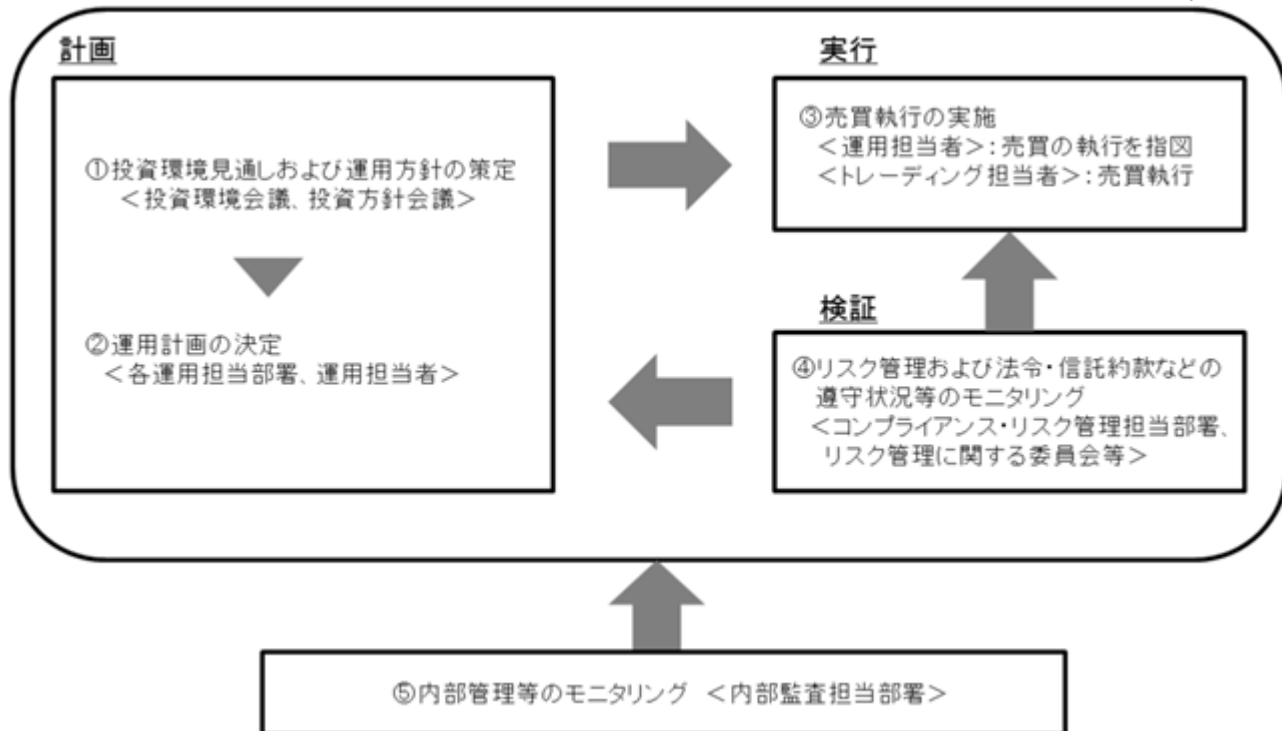 計画
①投資環境見通しおよび運用方針の策定
＜投資環境会議、投資方針会議＞
②運用計画の決定
＜各運用担当部署、運用担当者＞
実行
③売買執行の実施
＜運用担当者＞：売買の執行を指図
＜トレーディング担当者＞：売買執行
検証
④リスク管理および法令・信託約款などの
遵守状況等のモニタリング
＜コンプライアンス・リスク管理担当部署、
リスク管理に関する委員会等＞
⑤内部管理等のモニタリング ＜内部監査担当部署＞